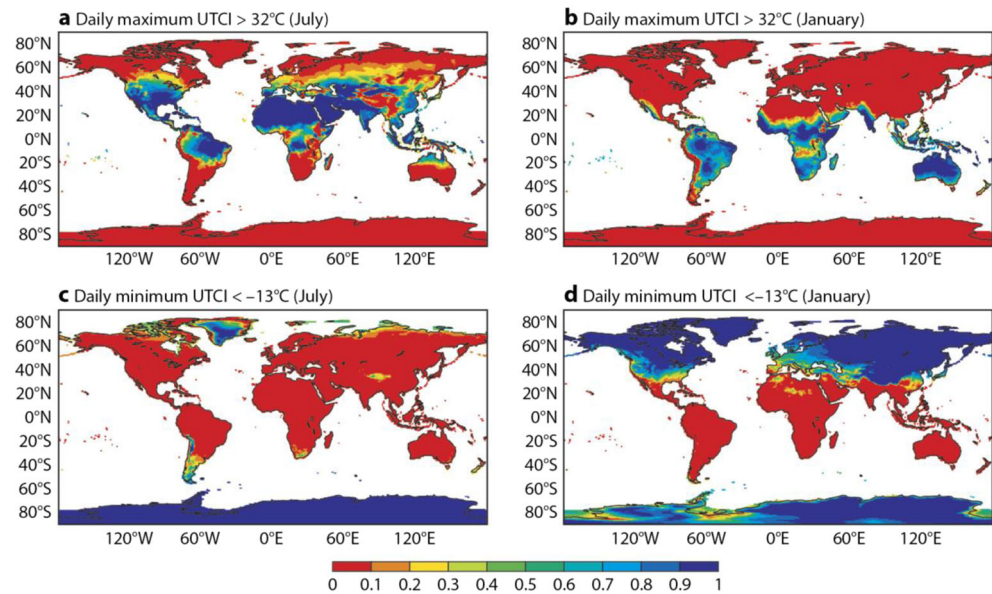 a Daily maximum UTCI > 32°C (July)
80°N
60°N
40°N
20°N
0°N
20°S
40°S
60°S
80°S
120°W 60°W 0°E 60°E 120°E
b Daily maximum UTCI > 32°C (January)
80°N
60°N
40°N
20°N
0°N
20°S
40°S
60°S
80°S
120°W 60°W 0°E 60°E 120°E
c Daily minimum UTCI < –13°C (July)
80°N
60°N
40°N
20°N
0°N
20°S
40°S
60°S
80°S
120°W 60°W 0°E 60°E 120°E
d Daily minimum UTCI <–13°C (January)
80°N
60°N
40°N
20°N
0°N
20°S
40°S
60°S
80°S
120°W 60°W 0°E 60°E 120°E
0 0.1 0.2 0.3 0.4 0.5 0.6 0.7 0.8 0.9 1